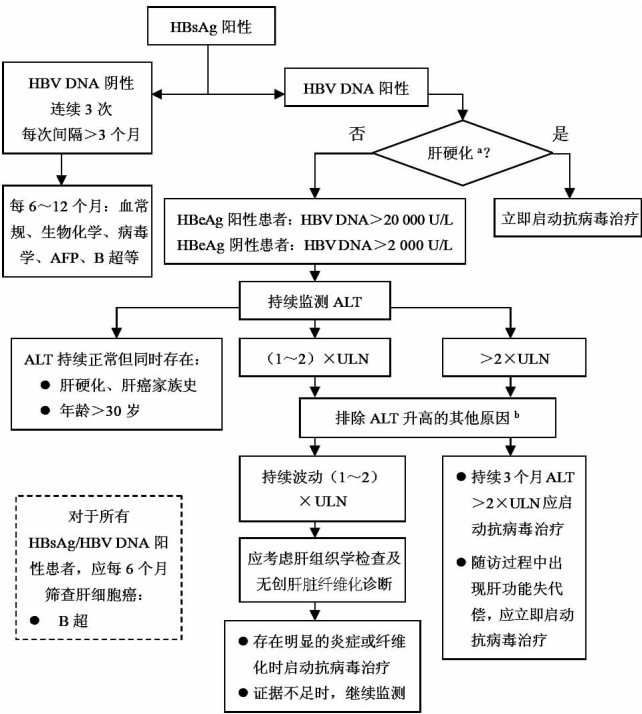 HBsAg 阳性
HBV DNA 阴性
连续 3 次
每次间隔＞3 个月
HBV DNA 阳性
否
肝硬化 ᵃ？
是
每 6～12 个月：血常
规、生物化学、病毒
学、AFP、B 超等
HBeAg 阳性患者：HBV DNA＞20 000 U/L
HBeAg 阴性患者：HBV DNA＞2 000 U/L
立即启动抗病毒治疗
持续监测 ALT
ALT 持续正常但同时存在：
● 肝硬化、肝癌家族史
● 年龄＞30 岁
（1～2）×ULN
＞2×ULN
排除 ALT 升高的其他原因 ᵇ
持续波动（1～2）
×ULN
● 持续 3 个月 ALT
＞2×ULN 应启
动抗病毒治疗
● 随访过程中出
现肝功能失代
偿，应立即启动
抗病毒治疗
对于所有
HBsAg/HBV DNA 阳
性患者，应每 6 个月
筛查肝细胞癌：
● B 超
应考虑肝组织学检查及
无创肝脏纤维化诊断
● 存在明显的炎症或纤维
化时启动抗病毒治疗
● 证据不足时，继续监测